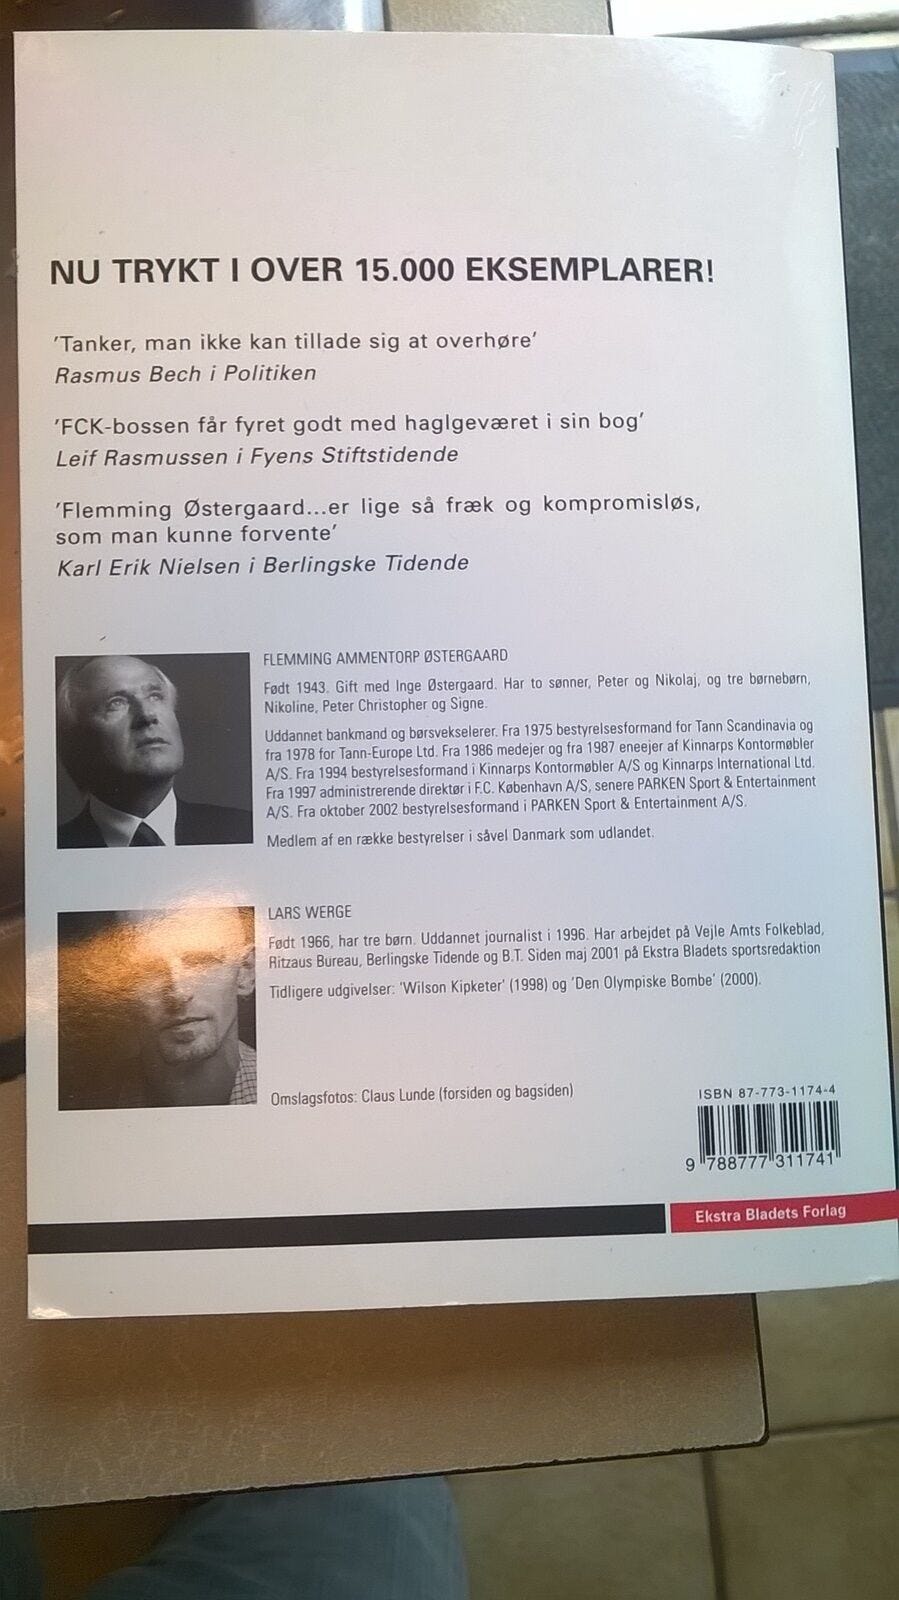 NU TRYKT I OVER 15.000 EKSEMPLARER!
'Tanker, man ikke kan tillade sig at overhøre'
Rasmus Bech i Politiken
'FCK-bossen får fyret godt med haglgeværet i sin bog'
Leif Rasmussen i Fyens Stiftstidende
'Flemming Østergaard...er lige så fræk og kompromisløs,
som man kunne forvente'
Karl Erik Nielsen i Berlingske Tidende
FLEMMING AMMENTORP ØSTERGAARD
Født 1943. Gift med Inge Østergaard. Har to sønner, Peter og Nikolaj, og tre børnebørn,
Nikoline, Peter Christopher og Signe.
Uddannet bankmand og børsvekselerer. Fra 1975 bestyrelsesformand for Tann Scandinavia og
fra 1978 for Tann-Europe Ltd. Fra 1986 medejer og fra 1987 eneejer af Kinnarps Kontormøbler
A/S. Fra 1994 bestyrelsesformand i Kinnarps Kontormøbler A/S og Kinnarps International Ltd.
Fra 1997 administrerende direktør i F.C. København A/S, senere PARKEN Sport & Entertainment
A/S. Fra oktober 2002 bestyrelsesformand i PARKEN Sport & Entertainment A/S.
Medlem af en række bestyrelser i såvel Danmark som udlandet.
LARS WERGE
Født 1966, har tre børn. Uddannet journalist i 1996. Har arbejdet på Vejle Amts Folkeblad,
Ritzaus Bureau, Berlingske Tidende og B.T. Siden maj 2001 på Ekstra Bladets sportsredaktion
Tidligere udgivelser: 'Wilson Kipketer' (1998) og 'Den Olympiske Bombe' (2000).
Omslagsfotos: Claus Lunde (forsiden og bagsiden)
ISBN 87-773-1174-4
9 788777 311741
Ekstra Bladets Forlag